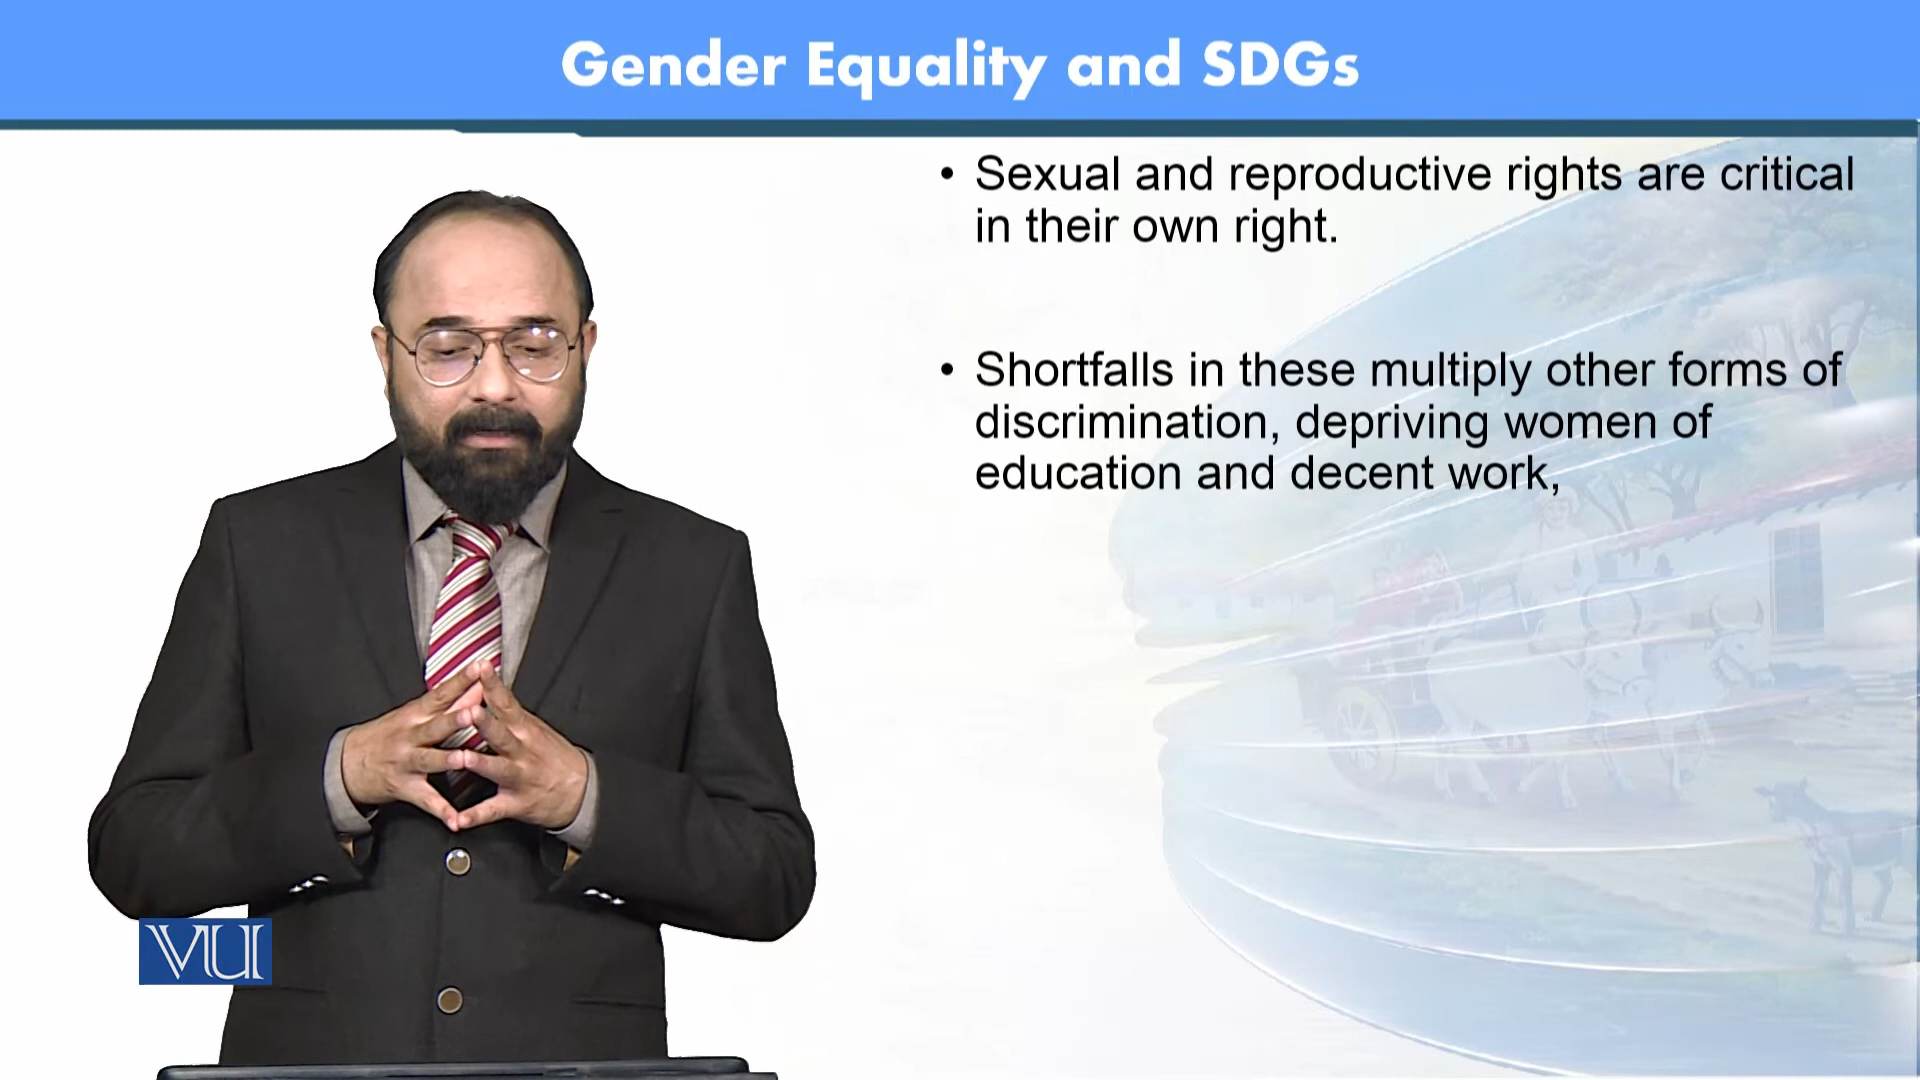 Gender Equality and SDGs
• Sexual and reproductive rights are critical
in their own right.
• Shortfalls in these multiply other forms of
discrimination, depriving women of
education and decent work,
VU